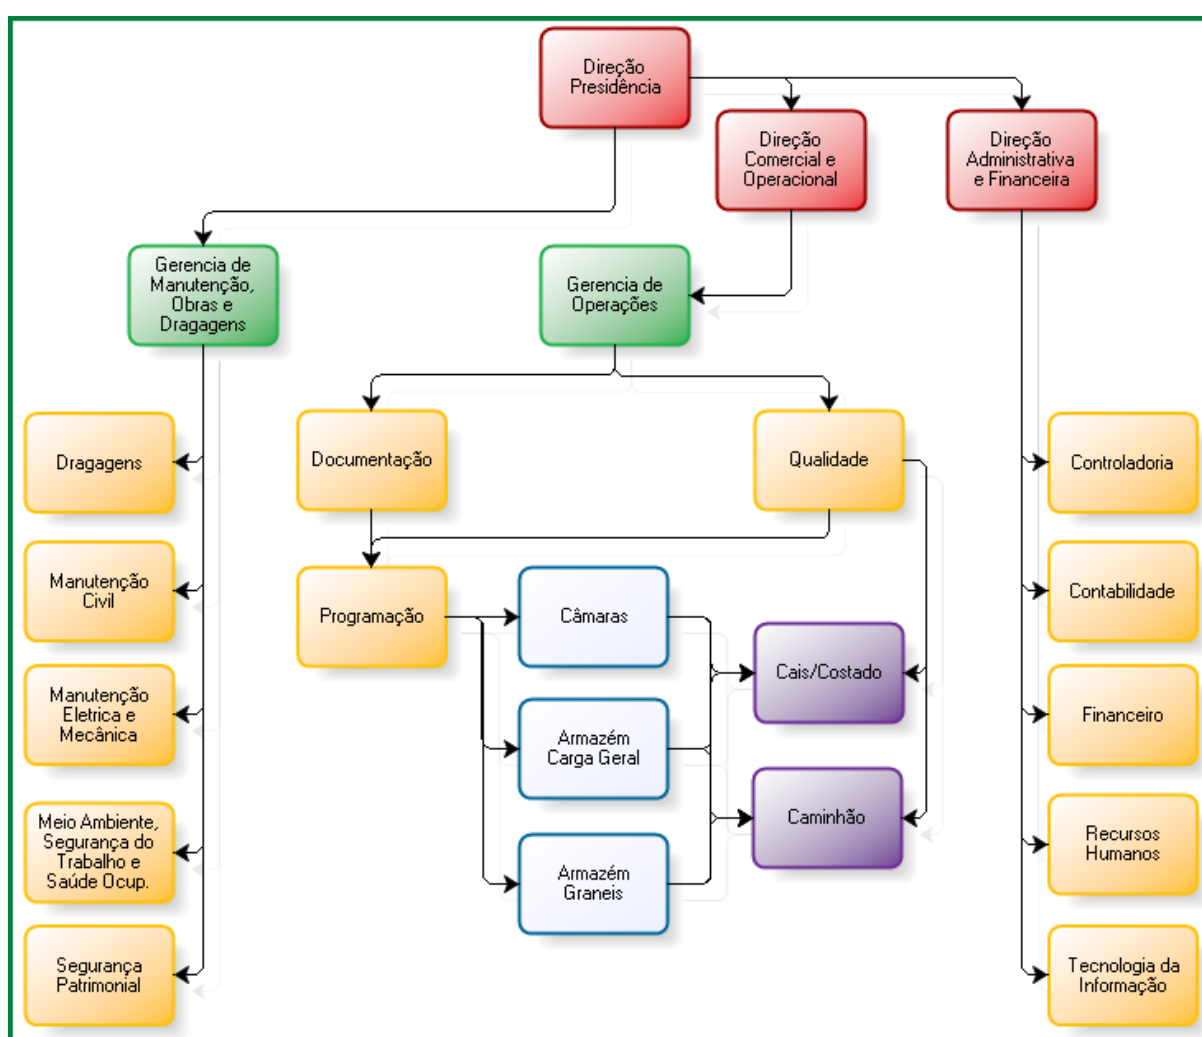 Direção
Presidência
Direção
Comercial e
Operacional
Direção
Administrativa
e Financeira
Gerencia de
Manutenção,
Obras e
Dragagens
Gerencia de
Operações
Dragagens
Documentação
Qualidade
Controladoria
Manutenção
Civil
Programação
Câmaras
Contabilidade
Cais/Costado
Manutenção
Eletrica e
Mecânica
Armazém
Carga Geral
Financeiro
Meio Ambiente,
Segurança do
Trabalho e
Saúde Ocup.
Caminhão
Recursos
Humanos
Armazém
Graneis
Segurança
Patrimonial
Tecnologia da
Informação